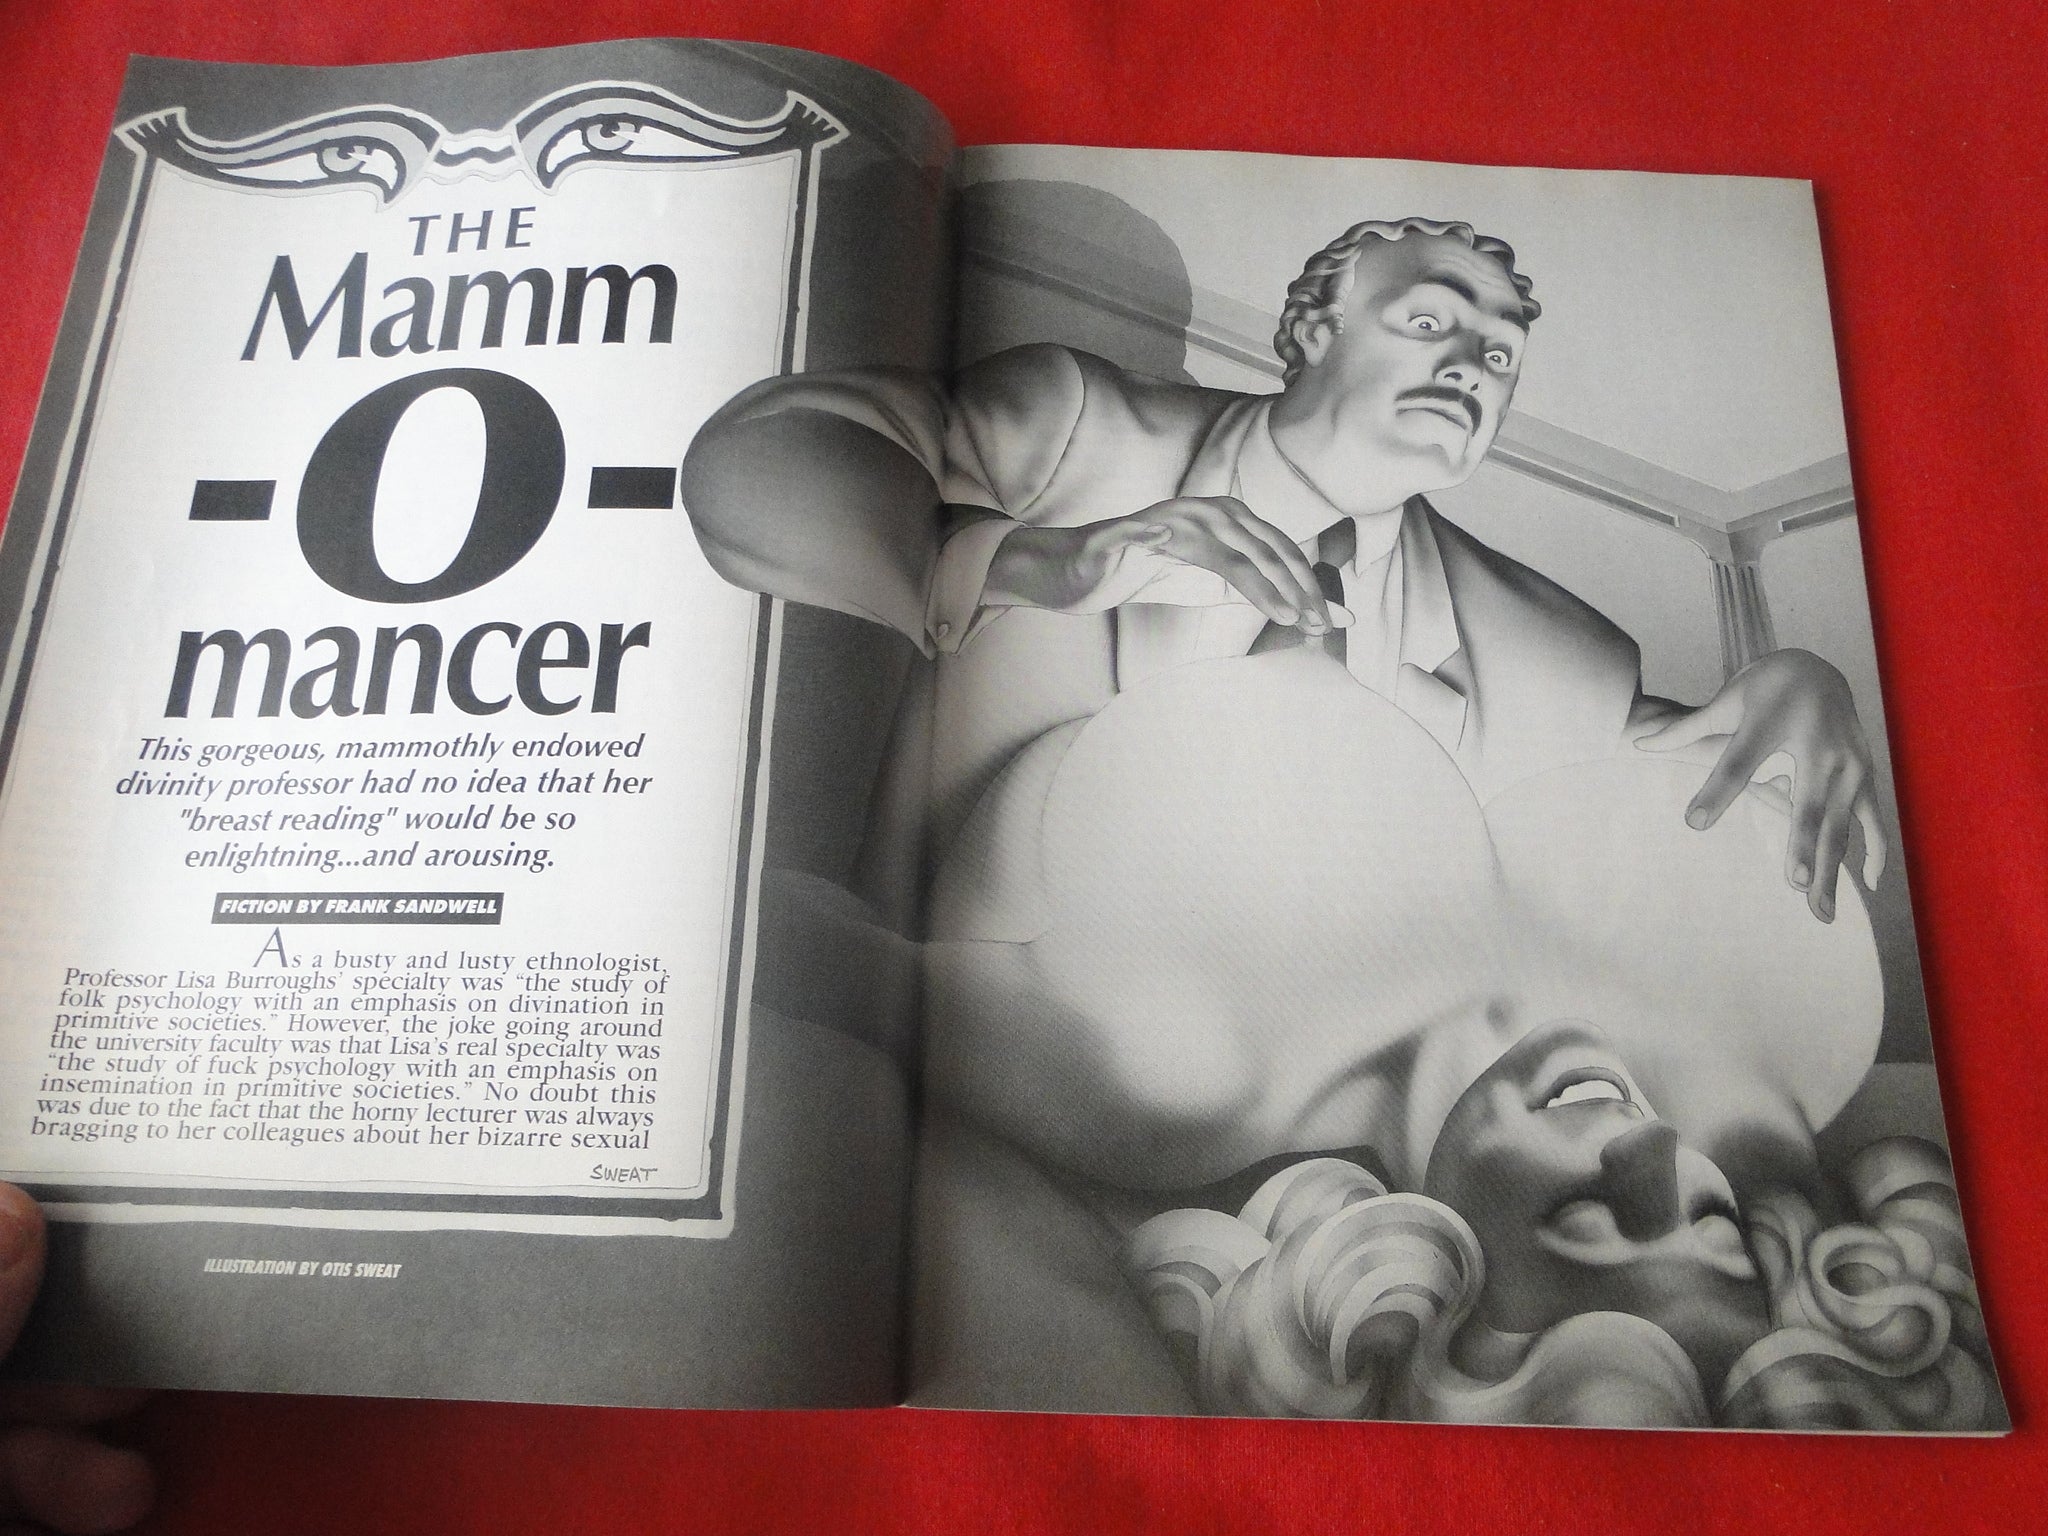 THE
Mamm
-O-
mancer
This gorgeous, mammothly endowed
divinity professor had no idea that her
"breast reading" would be so
enlightning...and arousing.
FICTION BY FRANK SANDWELL
As a busty and lusty ethnologist,
Professor Lisa Burroughs' specialty was "the study of
folk psychology with an emphasis on divination in
primitive societies." However, the joke going around
the university faculty was that Lisa's real specialty was
"the study of fuck psychology with an emphasis on
insemination in primitive societies." No doubt this
was due to the fact that the horny lecturer was always
bragging to her colleagues about her bizarre sexual
SWEAT
ILLUSTRATION BY OTIS SWEAT